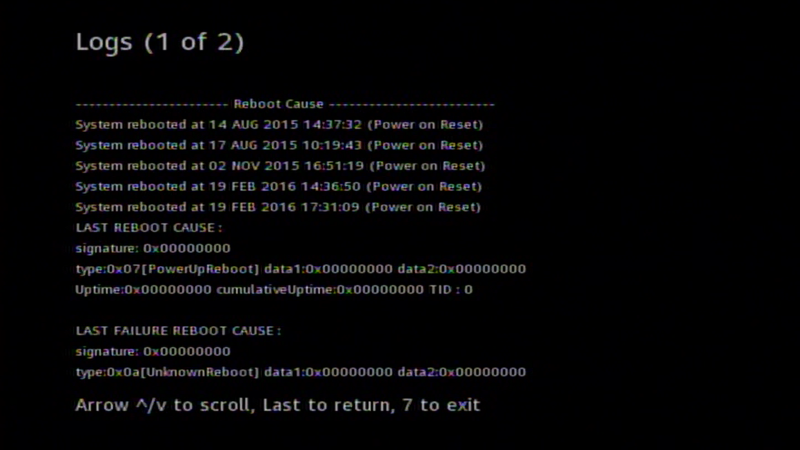 Logs (1 of 2)
----------------------- Reboot Cause -------------------------
System rebooted at 14 AUG 2015 14:37:32 (Power on Reset)
System rebooted at 17 AUG 2015 10:19:43 (Power on Reset)
System rebooted at 02 NOV 2015 16:51:19 (Power on Reset)
System rebooted at 19 FEB 2016 14:36:50 (Power on Reset)
System rebooted at 19 FEB 2016 17:31:09 (Power on Reset)
LAST REBOOT CAUSE :
signature: 0x00000000
type:0x07[PowerUpReboot] data1:0x00000000 data2:0x00000000
Uptime:0x00000000 cumulativeUptime:0x00000000 TID : 0
LAST FAILURE REBOOT CAUSE :
signature: 0x00000000
type:0x0a[UnknownReboot] data1:0x00000000 data2:0x00000000
Arrow ^/v to scroll, Last to return, 7 to exit